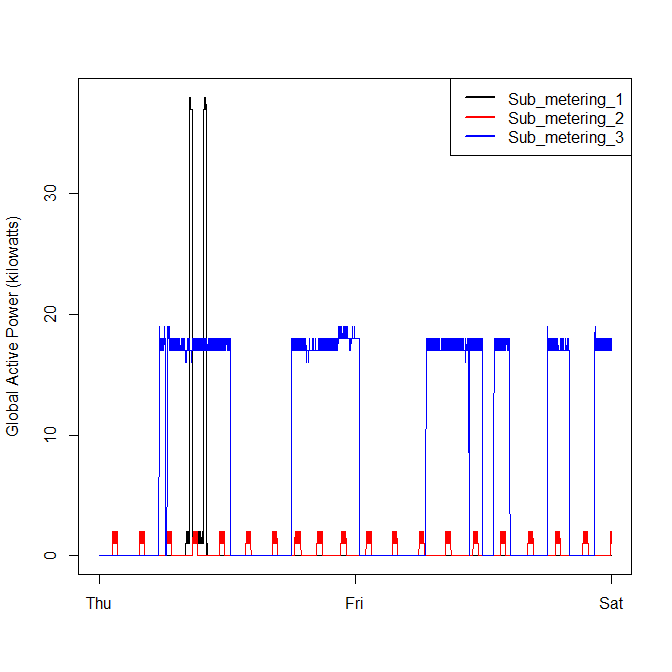 Sub_metering_1
Sub_metering_2
Sub_metering_3
Global Active Power (kilowatts)
30
20
10
0
Thu Fri Sat